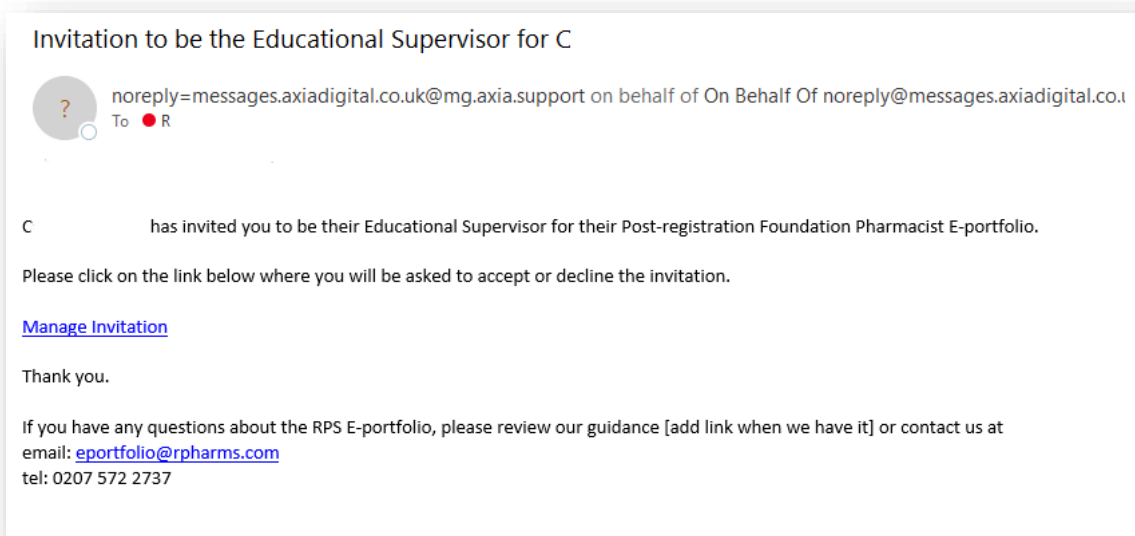 Invitation to be the Educational Supervisor for C
?
noreply=messages.axiadigital.co.uk@mg.axia.support on behalf of On Behalf Of noreply@messages.axiadigital.co.u
To R
C has invited you to be their Educational Supervisor for their Post-registration Foundation Pharmacist E-portfolio.
Please click on the link below where you will be asked to accept or decline the invitation.
Manage Invitation
Thank you.
If you have any questions about the RPS E-portfolio, please review our guidance [add link when we have it] or contact us at
email: eportfolio@rpharms.com
tel: 0207 572 2737